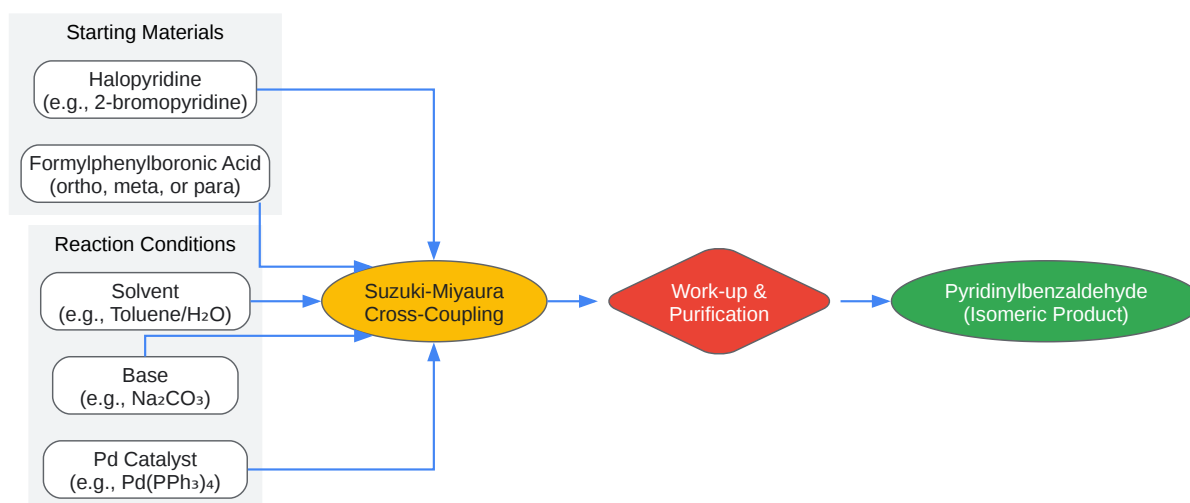 Starting Materials
Halopyridine
(e.g., 2-bromopyridine)
Formylphenylboronic Acid
(ortho, meta, or para)
Reaction Conditions
Solvent
(e.g., Toluene/H₂O)
Base
(e.g., Na₂CO₃)
Pd Catalyst
(e.g., Pd(PPh₃)₄)
Suzuki-Miyaura
Cross-Coupling
Work-up &
Purification
Pyridinylbenzaldehyde
(Isomeric Product)